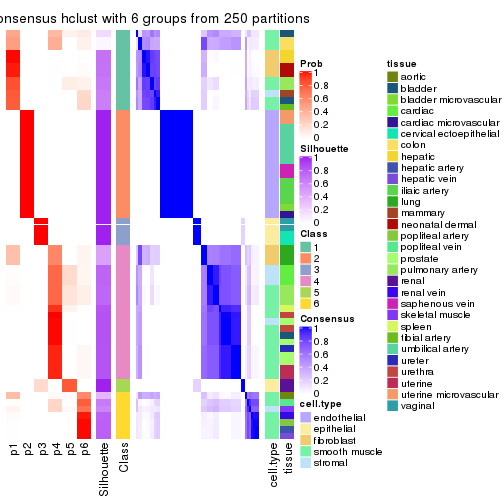 onsensus hclust with 6 groups from 250 partitions
p1
p2
p3
p4
p5
p6
Silhouette
Class
cell.type
tissue
Prob
1
0.8
0.6
0.4
0.2
0
Silhouette
1
0.8
0.6
0.4
0.2
0
Class
1
2
3
4
5
6
Consensus
1
0.8
0.6
0.4
0.2
0
cell.type
endothelial
epithelial
fibroblast
smooth muscle
stromal
tissue
aortic
bladder
bladder microvascular
cardiac
cardiac microvascular
cervical ectoepithelial
colon
hepatic
hepatic artery
hepatic vein
iliaic artery
lung
mammary
neonatal dermal
popliteal artery
popliteal vein
prostate
pulmonary artery
renal
renal vein
saphenous vein
skeletal muscle
spleen
tibial artery
umbilical artery
ureter
urethra
uterine
uterine microvascular
vaginal